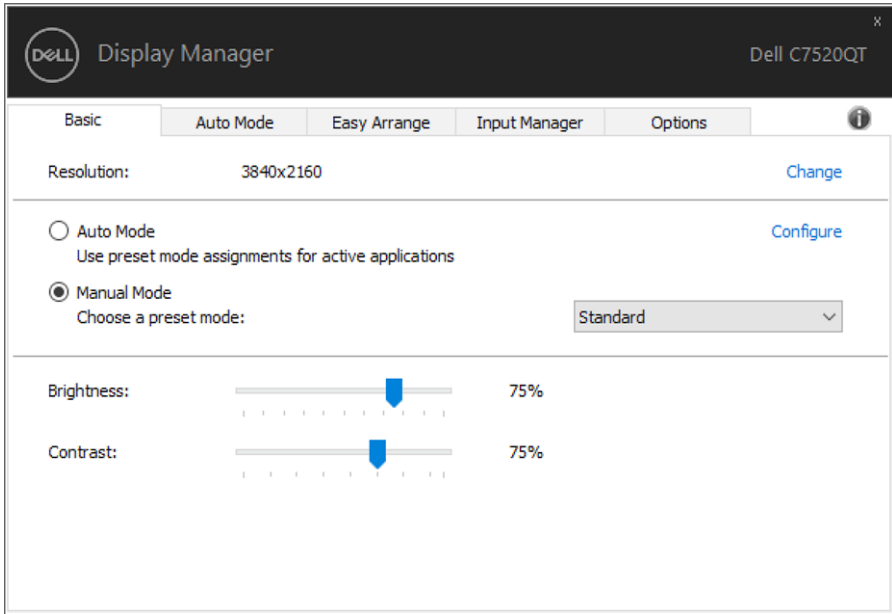 x
DELL Display Manager Dell C7520QT
Basic Auto Mode Easy Arrange Input Manager Options i
Resolution: 3840x2160 Change
Auto Mode Configure
Use preset mode assignments for active applications
Manual Mode
Choose a preset mode: Standard
Brightness: 75%
Contrast: 75%